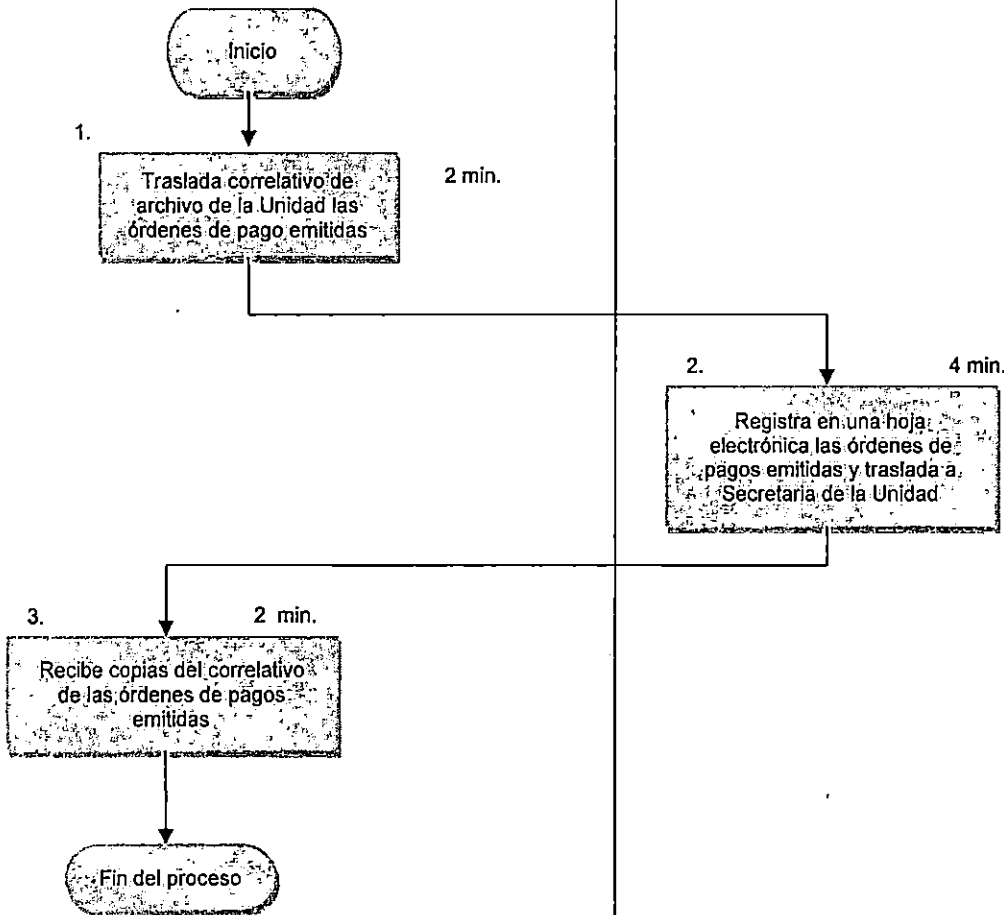 Inicio
1.
Traslada correlativo de
archivo de la Unidad las
órdenes de pago emitidas
2 min.
2.
4 min.
Registra en una hoja
electrónica las órdenes de
pagos emitidas y traslada a
Secretaria de la Unidad
3.
2 min.
Recibe copias del correlativo
de las órdenes de pagos
emitidas
Fin del proceso